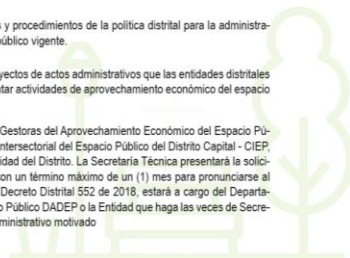 s y procedimientos de la política distrital para la administra-
público vigente.
yectos de actos administrativos que las entidades distritales
ntar actividades de aprovechamiento económico del espacio
Gestoras del Aprovechamiento Económico del Espacio Pú-
Intersectorial del Espacio Público del Distrito Capital - CIEP,
idad del Distrito. La Secretaría Técnica presentará la solici-
con un término máximo de un (1) mes para pronunciarse al
Decreto Distrital 552 de 2018, estará a cargo del Departa-
o Público DADEP o la Entidad que haga las veces de Secre-
ministrativo motivado